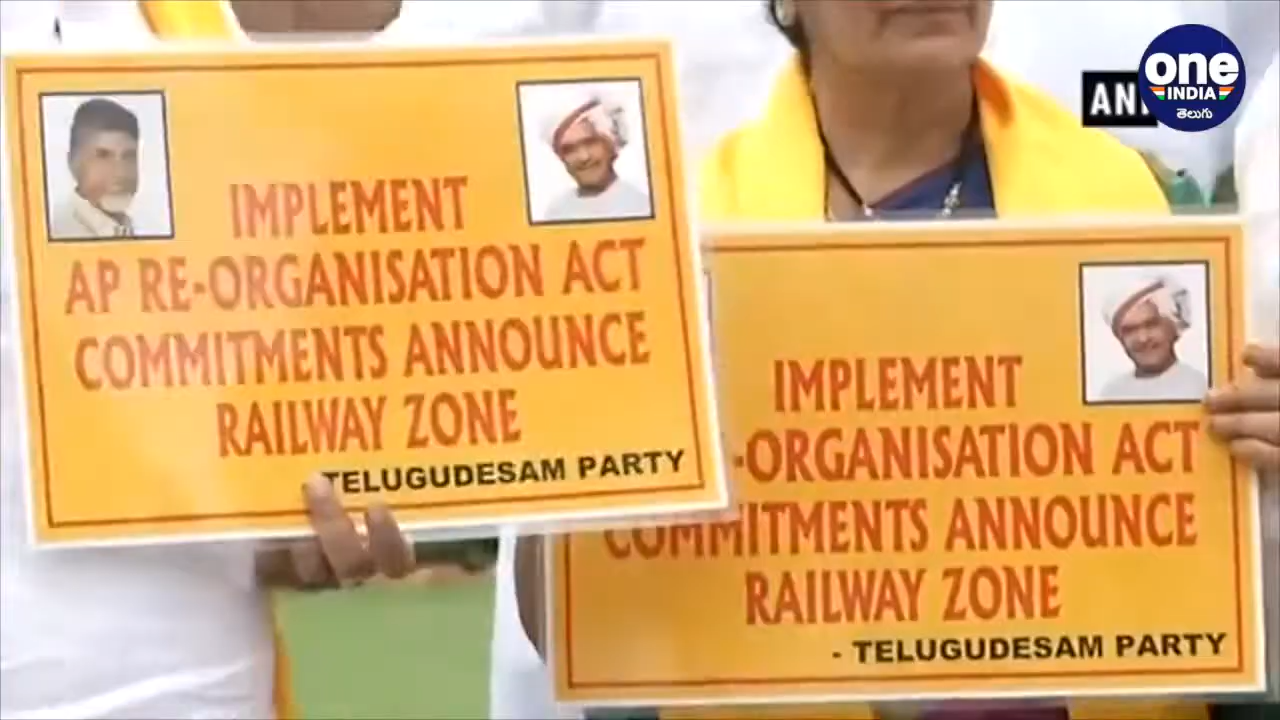 IMPLEMENT
AP RE-ORGANISATION ACT
COMMITMENTS ANNOUNCE
RAILWAY ZONE
TELUGUDESAM PARTY
IMPLEMENT
-ORGANISATION ACT
COMMITMENTS ANNOUNCE
RAILWAY ZONE
- TELUGUDESAM PARTY
one
INDIA
తెలుగు